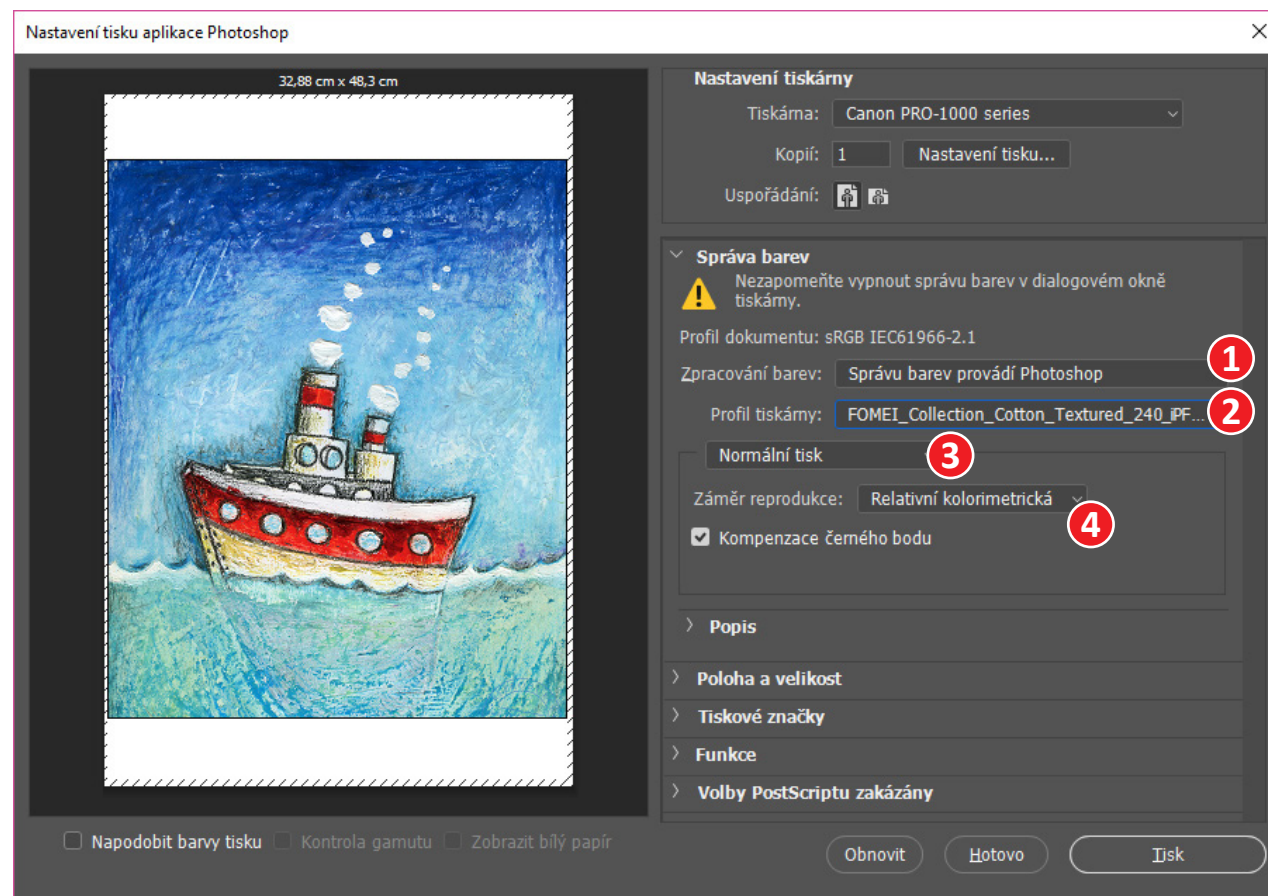 Nastavení tisku aplikace Photoshop
32,88 cm x 48,3 cm
Nastavení tiskárny
Tiskárna: Canon PRO-1000 series
Kopií: 1 Nastavení tisku...
Uspořádání:
Správa barev
Nezapomeňte vypnout správu barev v dialogovém okně
tiskárny.
Profil dokumentu: sRGB IEC61966-2.1
Zpracování barev: Správu barev provádí Photoshop 1
Profil tiskárny: FOMEI_Collection_Cotton_Textured_240_iPF... 2
Normální tisk 3
Záměr reprodukce: Relativní kolorimetrická 4
Kompenzace černého bodu
Popis
Poloha a velikost
Tiskové značky
Funkce
Volby PostScriptu zakázány
Napodobit barvy tisku Kontrola gamutu Zobrazit bílý papír
Obnovit Hotovo Tisk